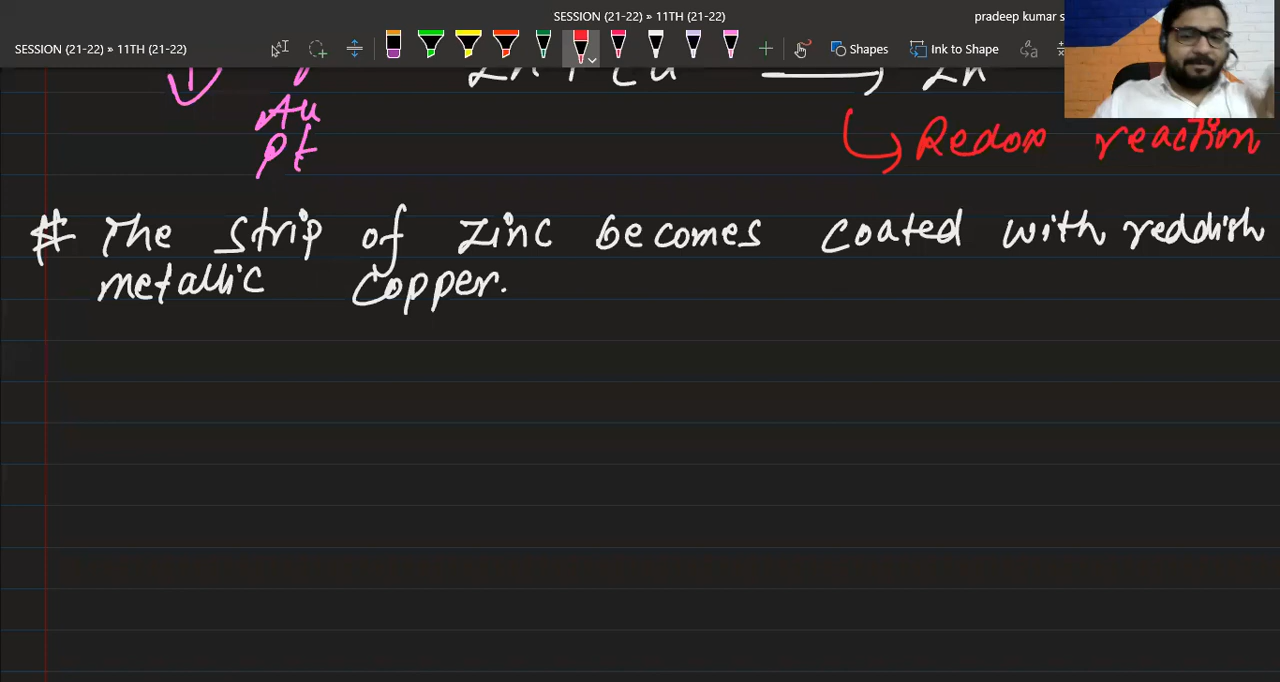 SESSION (21-22) » 11TH (21-22)
pradeep kumar s
SESSION (21-22) » 11TH (21-22)
Shapes
Ink to Shape
Au
Pt
Redox reaction
# The strip of zinc becomes coated with reddish
metallic copper.